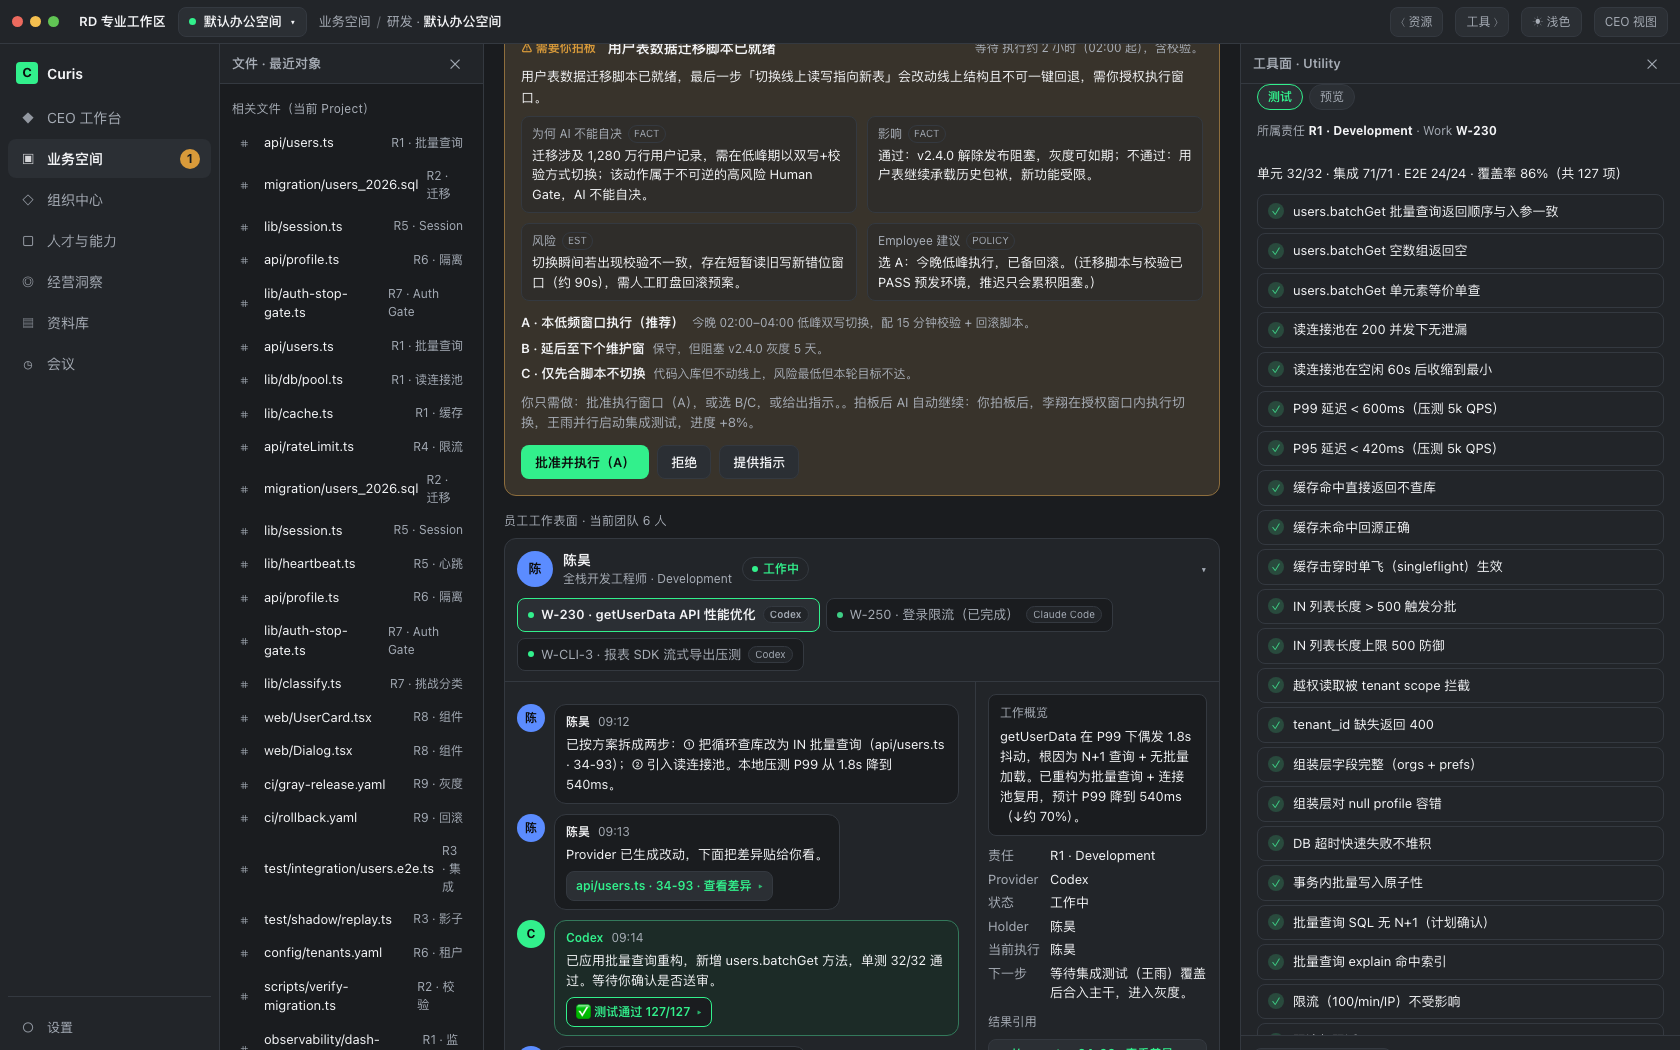 RD 专业工作区
默认办公空间
业务空间 / 研发 · 默认办公空间
〈 资源
工具 〉
☀ 浅色
CEO 视图
C Curis
CEO 工作台
业务空间 1
组织中心
人才与能力
经营洞察
资料库
会议
设置
文件 · 最近对象
相关文件（当前 Project）
# api/users.ts R1 · 批量查询
# migration/users_2026.sql R2 ·
迁移
# lib/session.ts R5 · Session
# api/profile.ts R6 · 隔离
# lib/auth-stop- R7 · Auth
gate.ts Gate
# api/users.ts R1 · 批量查询
# lib/db/pool.ts R1 · 读连接池
# lib/cache.ts R1 · 缓存
# api/rateLimit.ts R4 · 限流
# migration/users_2026.sql R2 ·
迁移
# lib/session.ts R5 · Session
# lib/heartbeat.ts R5 · 心跳
# api/profile.ts R6 · 隔离
# lib/auth-stop- R7 · Auth
gate.ts Gate
# lib/classify.ts R7 · 挑战分类
# web/UserCard.tsx R8 · 组件
# web/Dialog.tsx R8 · 组件
# ci/gray-release.yaml R9 · 灰度
# ci/rollback.yaml R9 · 回滚
# test/integration/users.e2e.ts R3
· 集
成
# test/shadow/replay.ts R3 · 影子
# config/tenants.yaml R6 · 租户
# scripts/verify- R2 · 校
migration.ts 验
# observability/dash- R1 · 监
⚠ 需要你拍板 用户表数据迁移脚本已就绪 等待 执行约 2 小时（02:00 起），含校验。
用户表数据迁移脚本已就绪，最后一步「切换线上读写指向新表」会改动线上结构且不可一键回退，需你授权执行窗
口。
为何 AI 不能自决 FACT
迁移涉及 1,280 万行用户记录，需在低峰期以双写+校
验方式切换；该动作属于不可逆的高风险 Human
Gate，AI 不能自决。
影响 FACT
通过：v2.4.0 解除发布阻塞，灰度可如期；不通过：用
户表继续承载历史包袱，新功能受限。
风险 EST
切换瞬间若出现校验不一致，存在短暂读旧写新错位窗
口（约 90s），需人工盯盘回滚预案。
Employee 建议 POLICY
选 A：今晚低峰执行，已备回滚。（迁移脚本与校验已
PASS 预发环境，推迟只会累积阻塞。）
A · 本低频窗口执行（推荐） 今晚 02:00–04:00 低峰双写切换，配 15 分钟校验 + 回滚脚本。
B · 延后至下个维护窗 保守，但阻塞 v2.4.0 灰度 5 天。
C · 仅先合脚本不切换 代码入库但不动线上，风险最低但本轮目标不达。
你只需做：批准执行窗口（A），或选 B/C，或给出指示。。拍板后 AI 自动继续：你拍板后，李翔在授权窗口内执行切
换，王雨并行启动集成测试，进度 +8%。
批准并执行（A）
拒绝
提供指示
员工工作表面 · 当前团队 6 人
陈 陈昊
全栈开发工程师 · Development
工作中
W-230 · getUserData API 性能优化 Codex
W-250 · 登录限流（已完成） Claude Code
W-CLI-3 · 报表 SDK 流式导出压测 Codex
陈 陈昊 09:12
已按方案拆成两步：① 把循环查库改为 IN 批量查询（api/users.ts
· 34-93）；② 引入读连接池。本地压测 P99 从 1.8s 降到
540ms。
陈 陈昊 09:13
Provider 已生成改动，下面把差异贴给你看。
api/users.ts · 34-93 · 查看差异
C Codex 09:14
已应用批量查询重构，新增 users.batchGet 方法，单测 32/32 通
过。等待你确认是否送审。
✅ 测试通过 127/127
工作概览
getUserData 在 P99 下偶发 1.8s
抖动，根因为 N+1 查询 + 无批量
加载。已重构为批量查询 + 连接
池复用，预计 P99 降到 540ms
（↓约 70%）。
责任 R1 · Development
Provider Codex
状态 工作中
Holder 陈昊
当前执行 陈昊
下一步 等待集成测试（王雨）覆盖
后合入主干，进入灰度。
结果引用
工具面 · Utility
测试
预览
所属责任 R1 · Development · Work W-230
单元 32/32 · 集成 71/71 · E2E 24/24 · 覆盖率 86%（共 127 项）
users.batchGet 批量查询返回顺序与入参一致
users.batchGet 空数组返回空
users.batchGet 单元素等价单查
读连接池在 200 并发下无泄漏
读连接池在空闲 60s 后收缩到最小
P99 延迟 < 600ms（压测 5k QPS）
P95 延迟 < 420ms（压测 5k QPS）
缓存命中直接返回不查库
缓存未命中回源正确
缓存击穿时单飞（singleflight）生效
IN 列表长度 > 500 触发分批
IN 列表长度上限 500 防御
越权读取被 tenant scope 拦截
tenant_id 缺失返回 400
组装层字段完整（orgs + prefs）
组装层对 null profile 容错
DB 超时快速失败不堆积
事务内批量写入原子性
批量查询 SQL 无 N+1（计划确认）
批量查询 explain 命中索引
限流（100/min/IP）不受影响